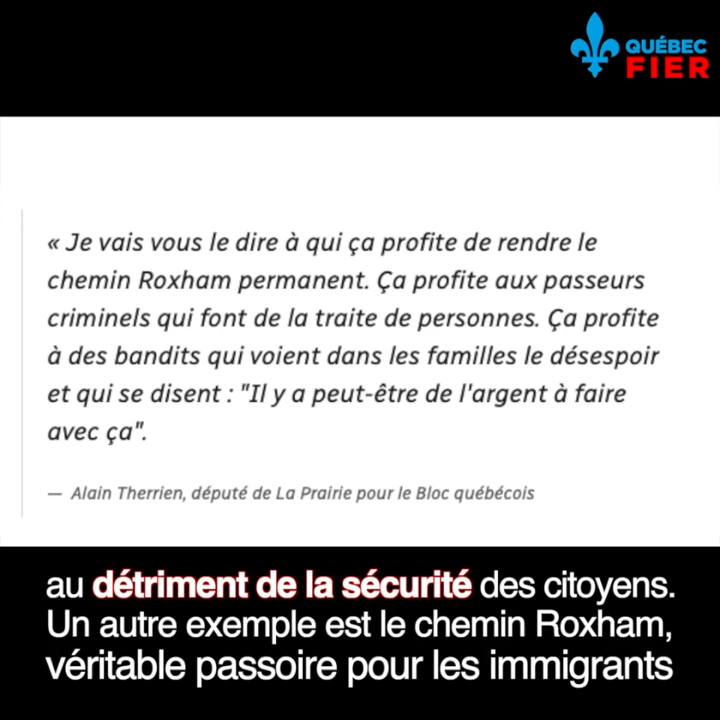 QUÉBEC
FIER
« Je vais vous le dire à qui ça profite de rendre le
chemin Roxham permanent. Ça profite aux passeurs
criminels qui font de la traite de personnes. Ça profite
à des bandits qui voient dans les familles le désespoir
et qui se disent : "Il y a peut-être de l'argent à faire
avec ça".
— Alain Therrien, député de La Prairie pour le Bloc québécois
au détriment de la sécurité des citoyens.
Un autre exemple est le chemin Roxham,
véritable passoire pour les immigrants